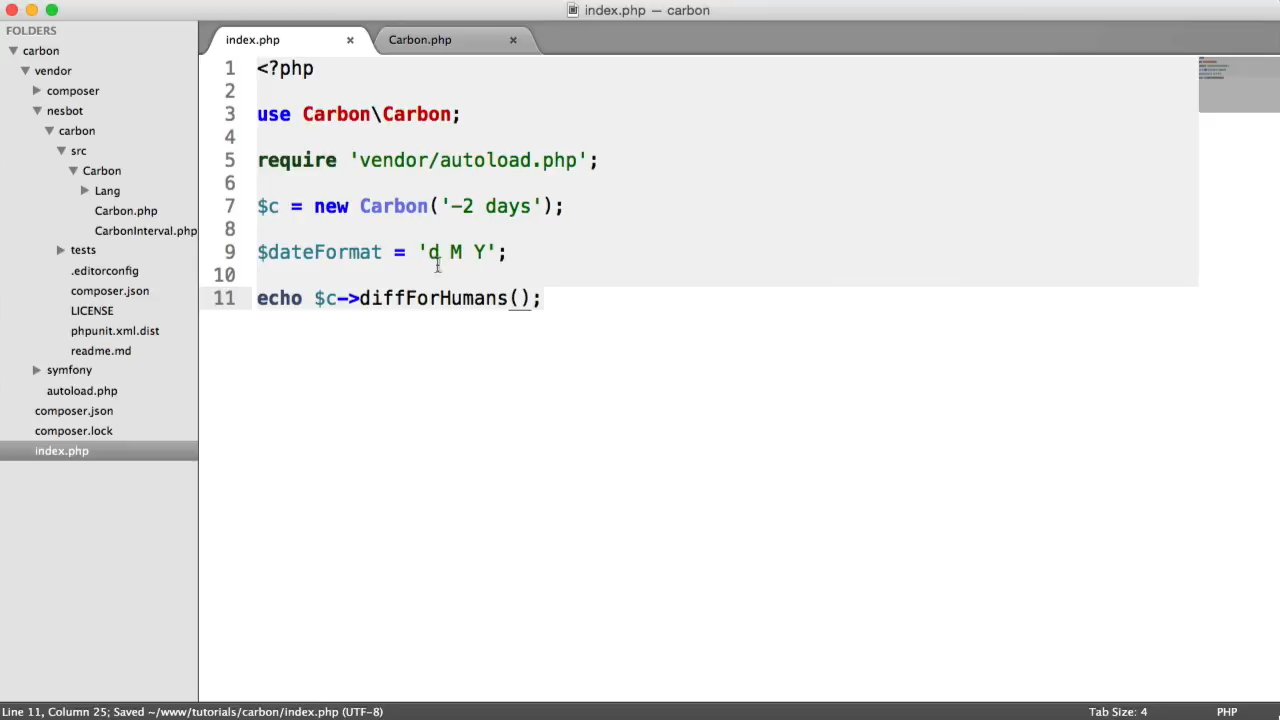 index.php — carbon
FOLDERS
carbon
vendor
composer
nesbot
carbon
src
Carbon
Lang
Carbon.php
CarbonInterval.php
tests
.editorconfig
composer.json
LICENSE
phpunit.xml.dist
readme.md
symfony
autoload.php
composer.json
composer.lock
index.php
index.php × Carbon.php ×
1 <?php
2
3 use Carbon\Carbon;
4
5 require 'vendor/autoload.php';
6
7 $c = new Carbon('-2 days');
8
9 $dateFormat = 'd M Y';
10
11 echo $c->diffForHumans();
Line 11, Column 25; Saved ~/www/tutorials/carbon/index.php (UTF-8) Tab Size: 4 PHP